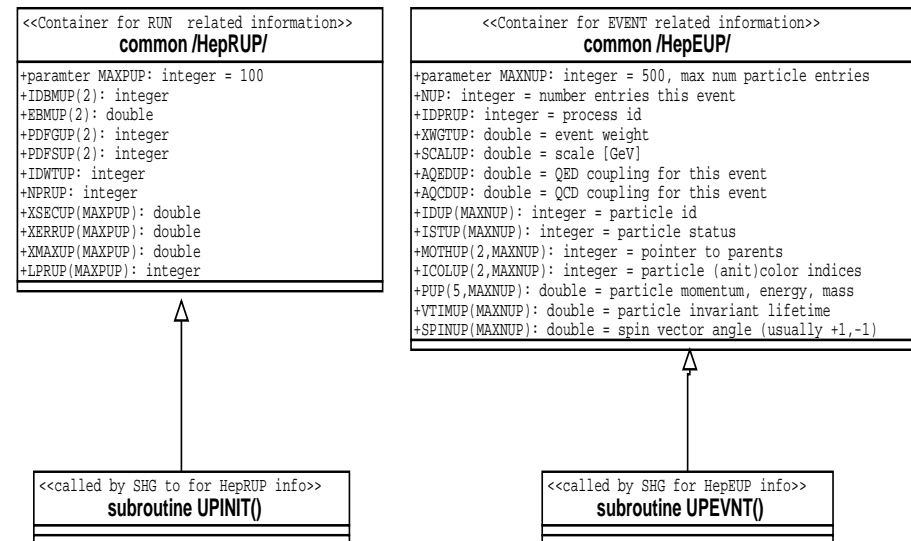 <<Container for RUN related information>>
common /HepRUP/
+paramter MAXPUP: integer = 100
+IDBMUP(2): integer
+EBMUP(2): double
+PDFGUP(2): integer
+PDFSUP(2): integer
+IDWTUP: integer
+NPRUP: integer
+XSECUP(MAXPUP): double
+XERRUP(MAXPUP): double
+XMAXUP(MAXPUP): double
+LPRUP(MAXPUP): integer
<<Container for EVENT related information>>
common /HepEUP/
+parameter MAXNUP: integer = 500, max num particle entries
+NUP: integer = number entries this event
+IDPRUP: integer = process id
+XWGTUP: double = event weight
+SCALUP: double = scale [GeV]
+AQEDUP: double = QED coupling for this event
+AQCDUP: double = QCD coupling for this event
+IDUP(MAXNUP): integer = particle id
+ISTUP(MAXNUP): integer = particle status
+MOTHUP(2,MAXNUP): integer = pointer to parents
+ICOLUP(2,MAXNUP): integer = particle (anit)color indices
+PUP(5,MAXNUP): double = particle momentum, energy, mass
+VTIMUP(MAXNUP): double = particle invariant lifetime
+SPINUP(MAXNUP): double = spin vector angle (usually +1,-1)
<<called by SHG to for HepRUP info>>
subroutine UPINIT()
<<called by SHG for HepEUP info>>
subroutine UPEVNT()